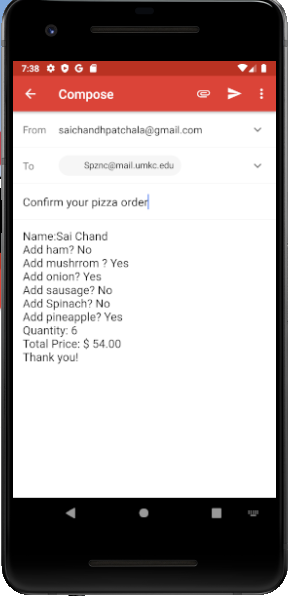 7:38
Compose
From saichandhpatchala@gmail.com
To Spznc@mail.umkc.edu
Confirm your pizza order
Name:Sai Chand
Add ham? No
Add mushrrom ? Yes
Add onion? Yes
Add sausage? No
Add Spinach? No
Add pineapple? Yes
Quantity: 6
Total Price: $ 54.00
Thank you!